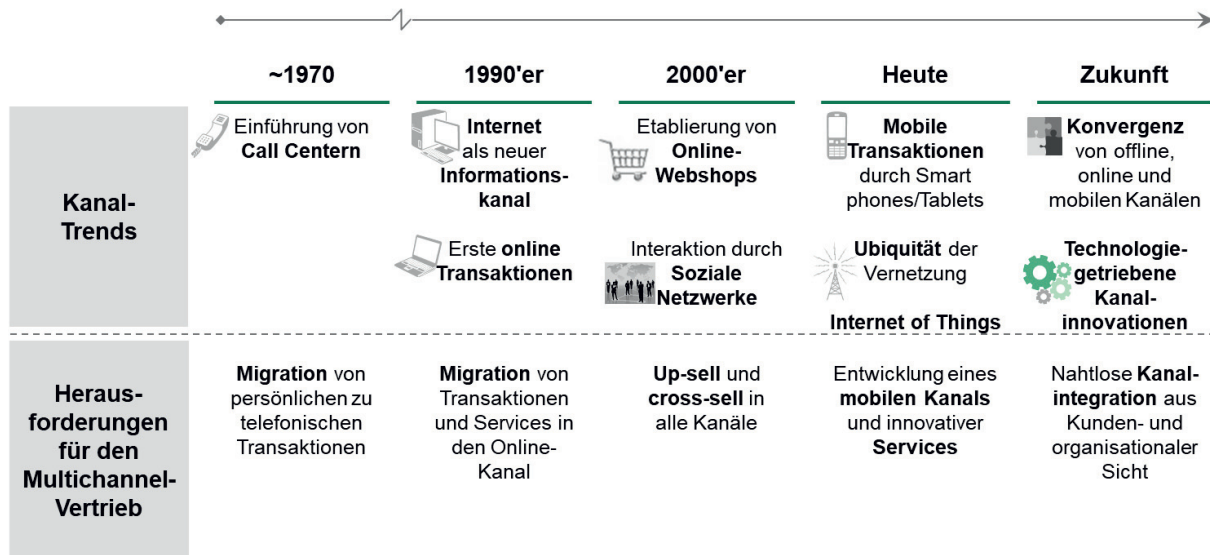 ~1970
1990'er
2000'er
Heute
Zukunft
Kanal-
Trends
Einführung von
Call Centern
Internet
als neuer
Informations-
kanal
Erste online
Transaktionen
Etablierung von
Online-
Webshops
Interaktion durch
Soziale
Netzwerke
Mobile
Transaktionen
durch Smart
phones/Tablets
Ubiquität der
Vernetzung
Internet of Things
Konvergenz
von offline,
online und
mobilen Kanälen
Technologie-
getriebene
Kanal-
innovationen
Heraus-
forderungen
für den
Multichannel-
Vertrieb
Migration von
persönlichen zu
telefonischen
Transaktionen
Migration von
Transaktionen
und Services in
den Online-
Kanal
Up-sell und
cross-sell in
alle Kanäle
Entwicklung eines
mobilen Kanals
und innovativer
Services
Nahtlose Kanal-
integration aus
Kunden- und
organisationaler
Sicht